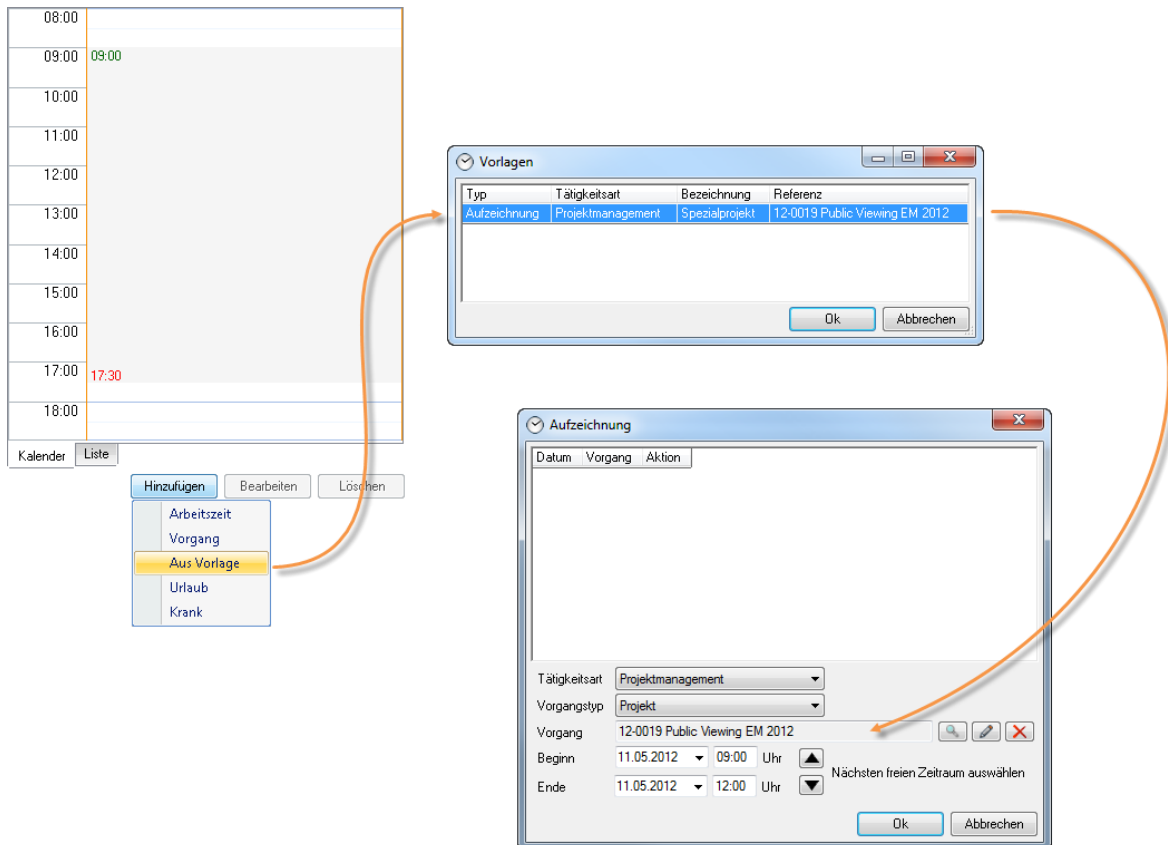 08:00
09:00 09:00
10:00
11:00
12:00
13:00
14:00
15:00
16:00
17:00 17:30
18:00
Kalender Liste
Hinzufügen Bearbeiten Löschen
Arbeitszeit
Vorgang
Aus Vorlage
Urlaub
Krank
Vorlagen
Typ Tätigkeitsart Bezeichnung Referenz
Aufzeichnung Projektmanagement Spezialprojekt 12-0019 Public Viewing EM 2012
Ok Abbrechen
Aufzeichnung
Datum Vorgang Aktion
Tätigkeitsart Projektmanagement
Vorgangstyp Projekt
Vorgang 12-0019 Public Viewing EM 2012
Beginn 11.05.2012 09:00 Uhr
Nächsten freien Zeitraum auswählen
Ende 11.05.2012 12:00 Uhr
Ok Abbrechen